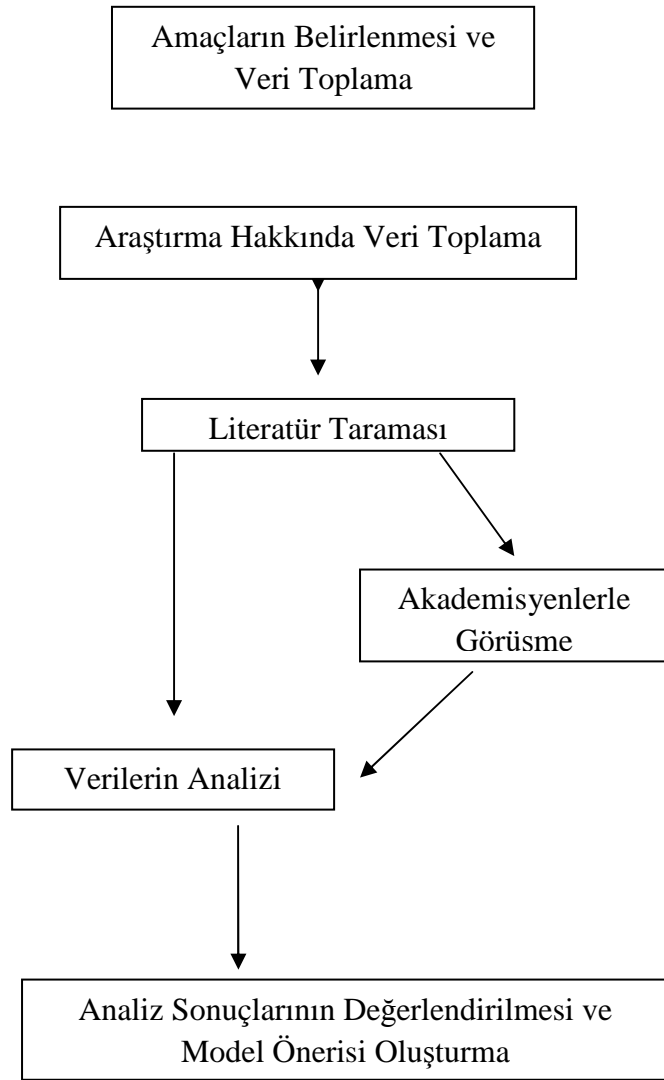 Amaçların Belirlenmesi ve
Veri Toplama
Araştırma Hakkında Veri Toplama
Literatür Taraması
Akademisyenlerle
Görüsme
Verilerin Analizi
Analiz Sonuçlarının Değerlendirilmesi ve
Model Önerisi Oluşturma